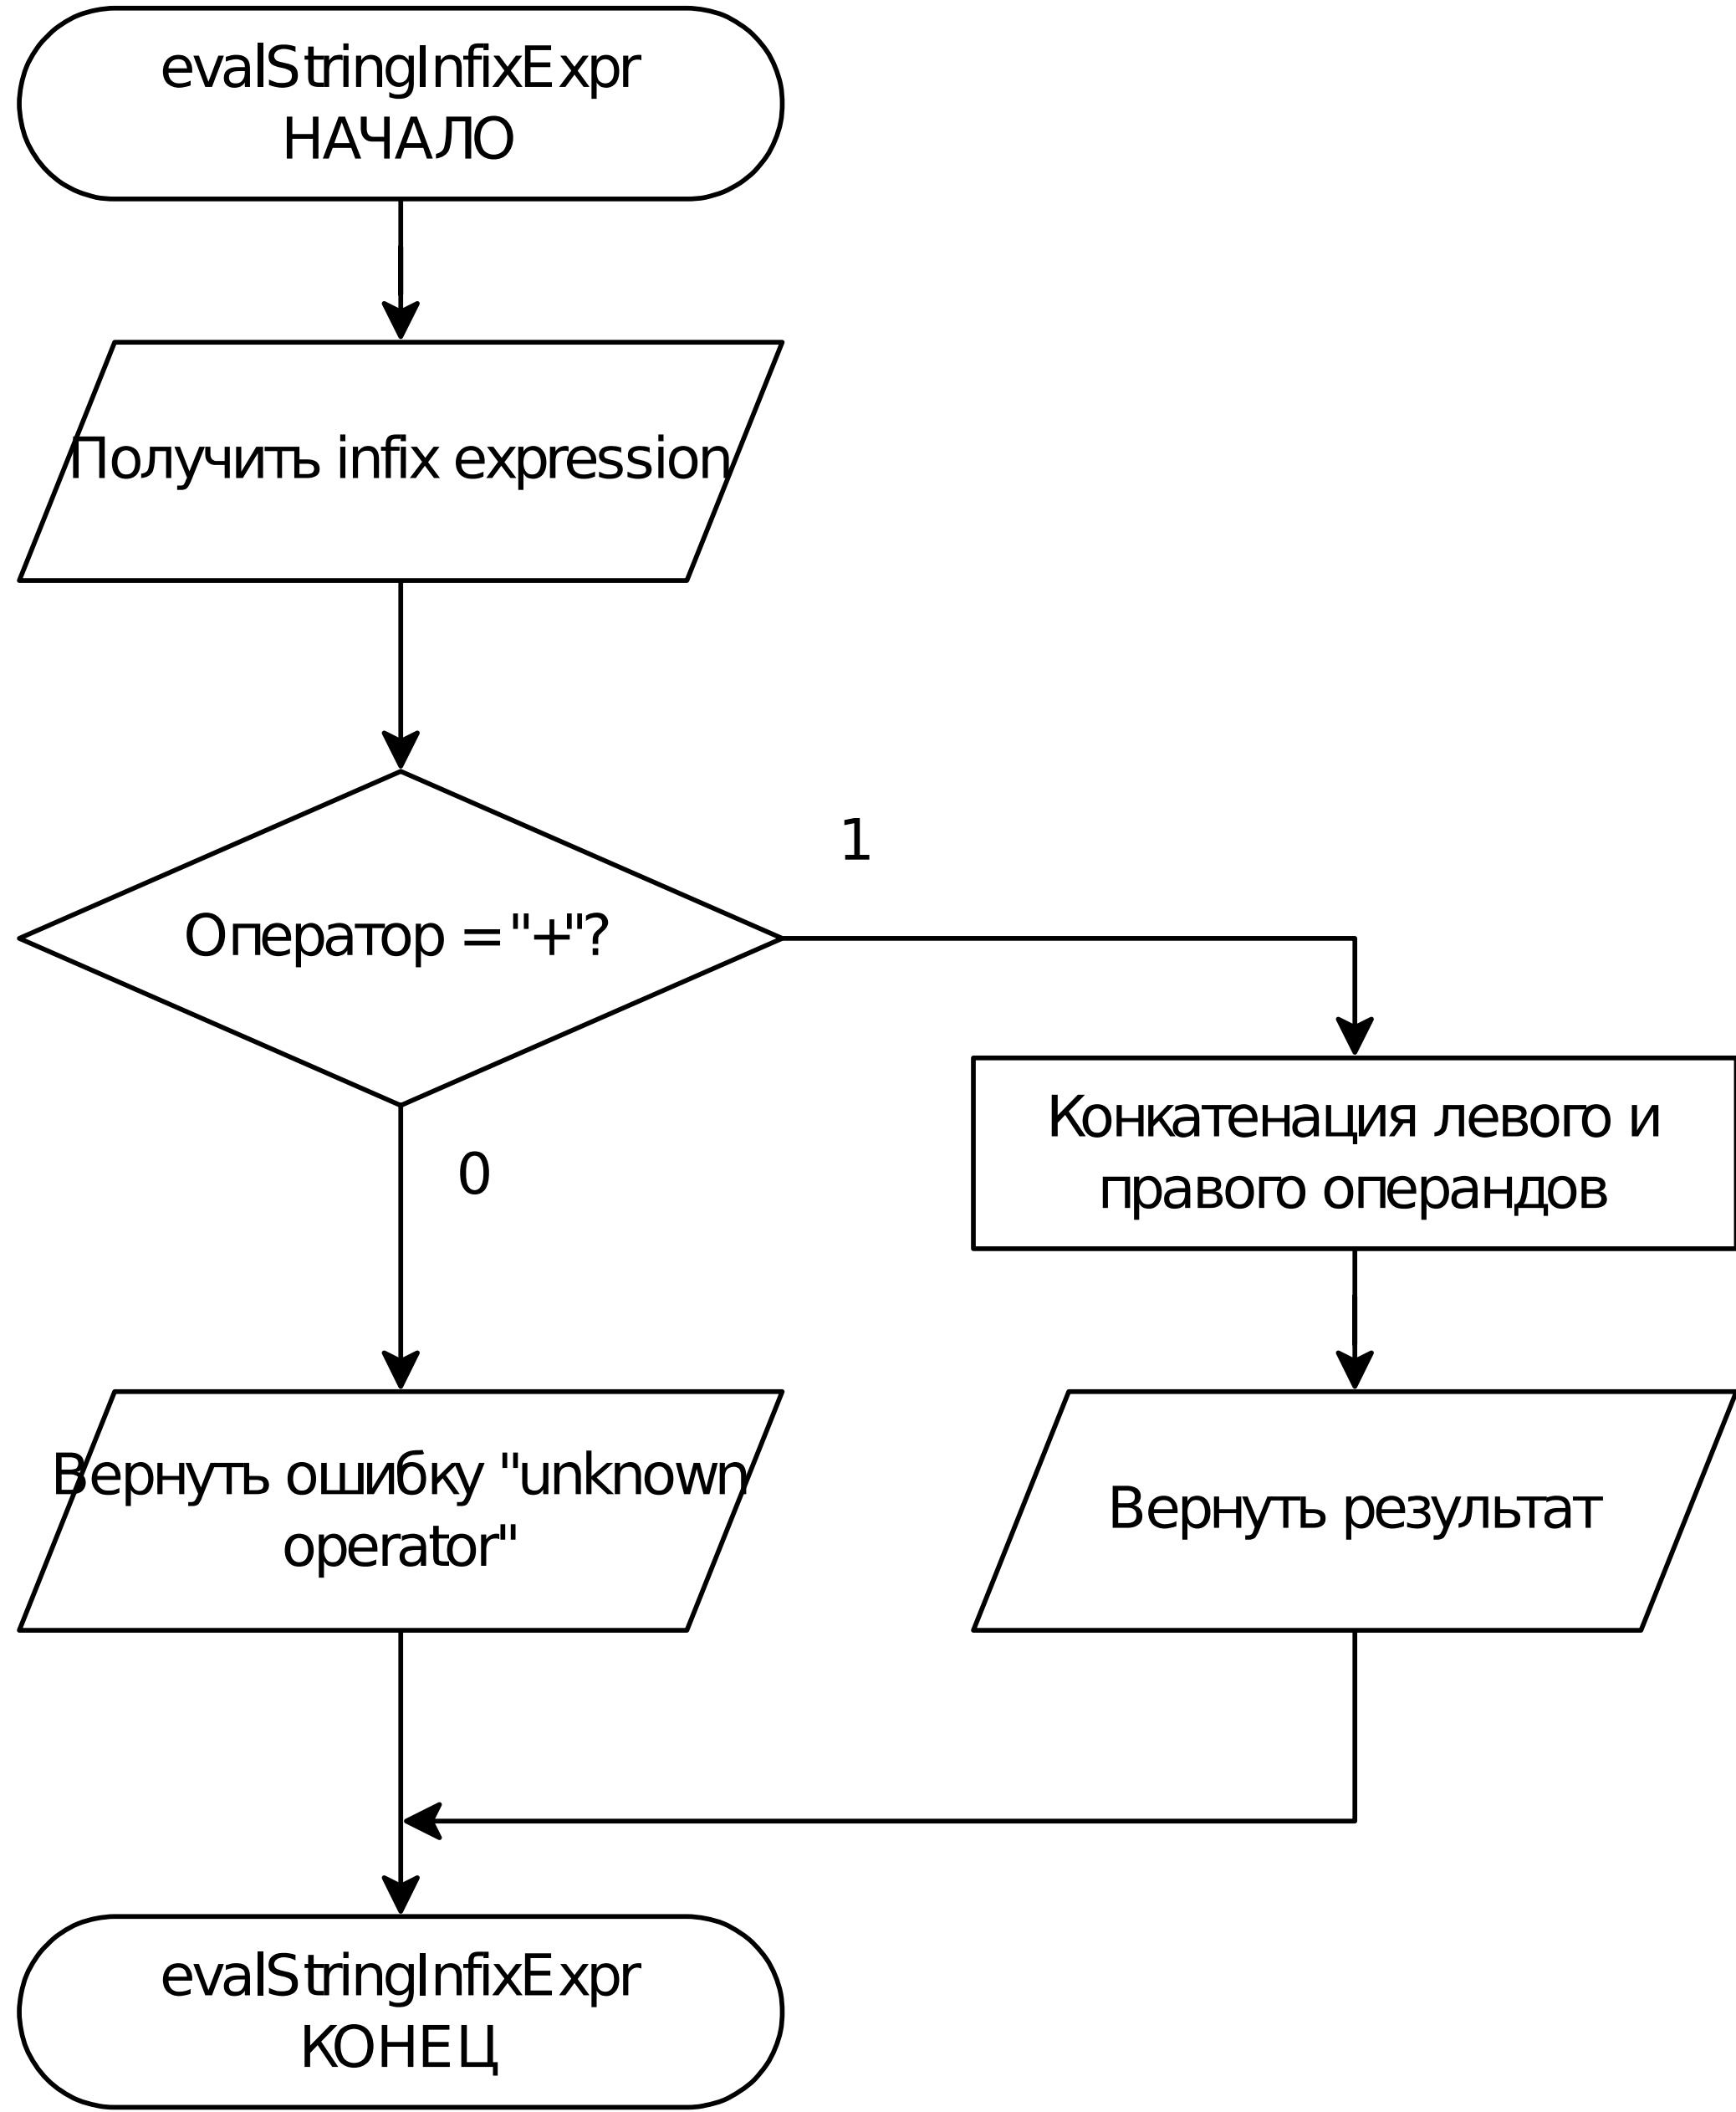 evalStringInfixExpr
НАЧАЛО
Получить infix expression
Оператор = "+"?
1
0
Конкатенация левого и
правого операндов
Вернуть ошибку "unknown
operator"
Вернуть результат
evalStringInfixExpr
КОНЕЦ